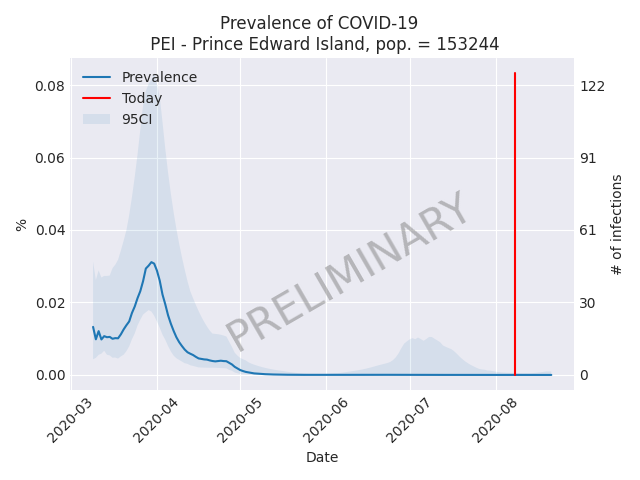 Prevalence of COVID-19
PEI - Prince Edward Island, pop. = 153244
Prevalence
Today
95CI
0.08
0.06
0.04
0.02
0.00
%
122
91
61
30
0
# of infections
PRELIMINARY
2020-03
2020-04
2020-05
2020-06
2020-07
2020-08
Date